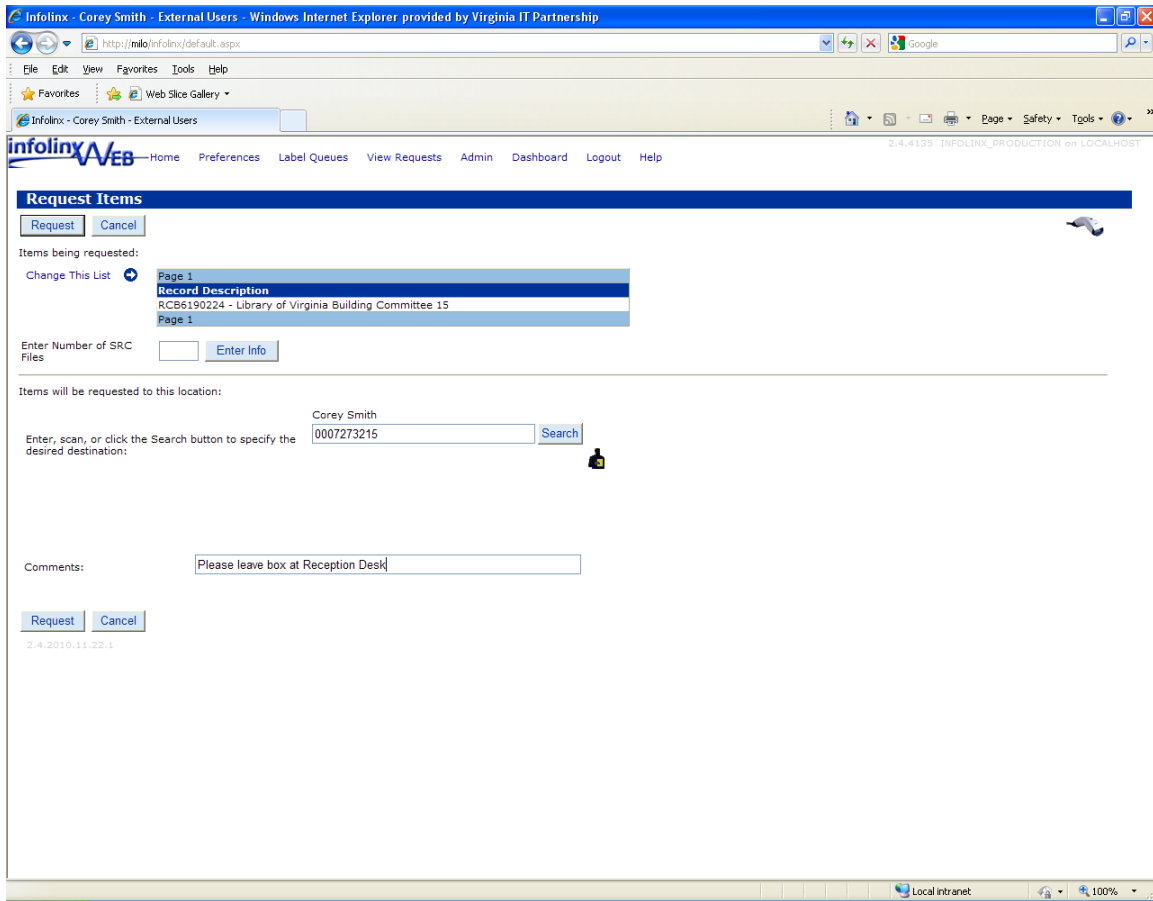 Infolinx - Corey Smith - External Users - Windows Internet Explorer provided by Virginia IT Partnership
http://milo/infolinx/default.aspx
Google
File Edit View Favorites Tools Help
Favorites Web Slice Gallery
Infolinx - Corey Smith - External Users
Page Safety Tools »
infolinx WEB Home Preferences Label Queues View Requests Admin Dashboard Logout Help
2.4.4135 INFOLINX_PRODUCTION on LOCALHOST
Request Items
Request Cancel
Items being requested:
Change This List
Page 1
Record Description
RCB6190224 - Library of Virginia Building Committee 15
Page 1
Enter Number of SRC
Files
Enter Info
Items will be requested to this location:
Corey Smith
Enter, scan, or click the Search button to specify the
desired destination:
0007273215
Search
Comments:
Please leave box at Reception Desk
Request Cancel
2.4.2010.11.22.1
Local intranet
100%